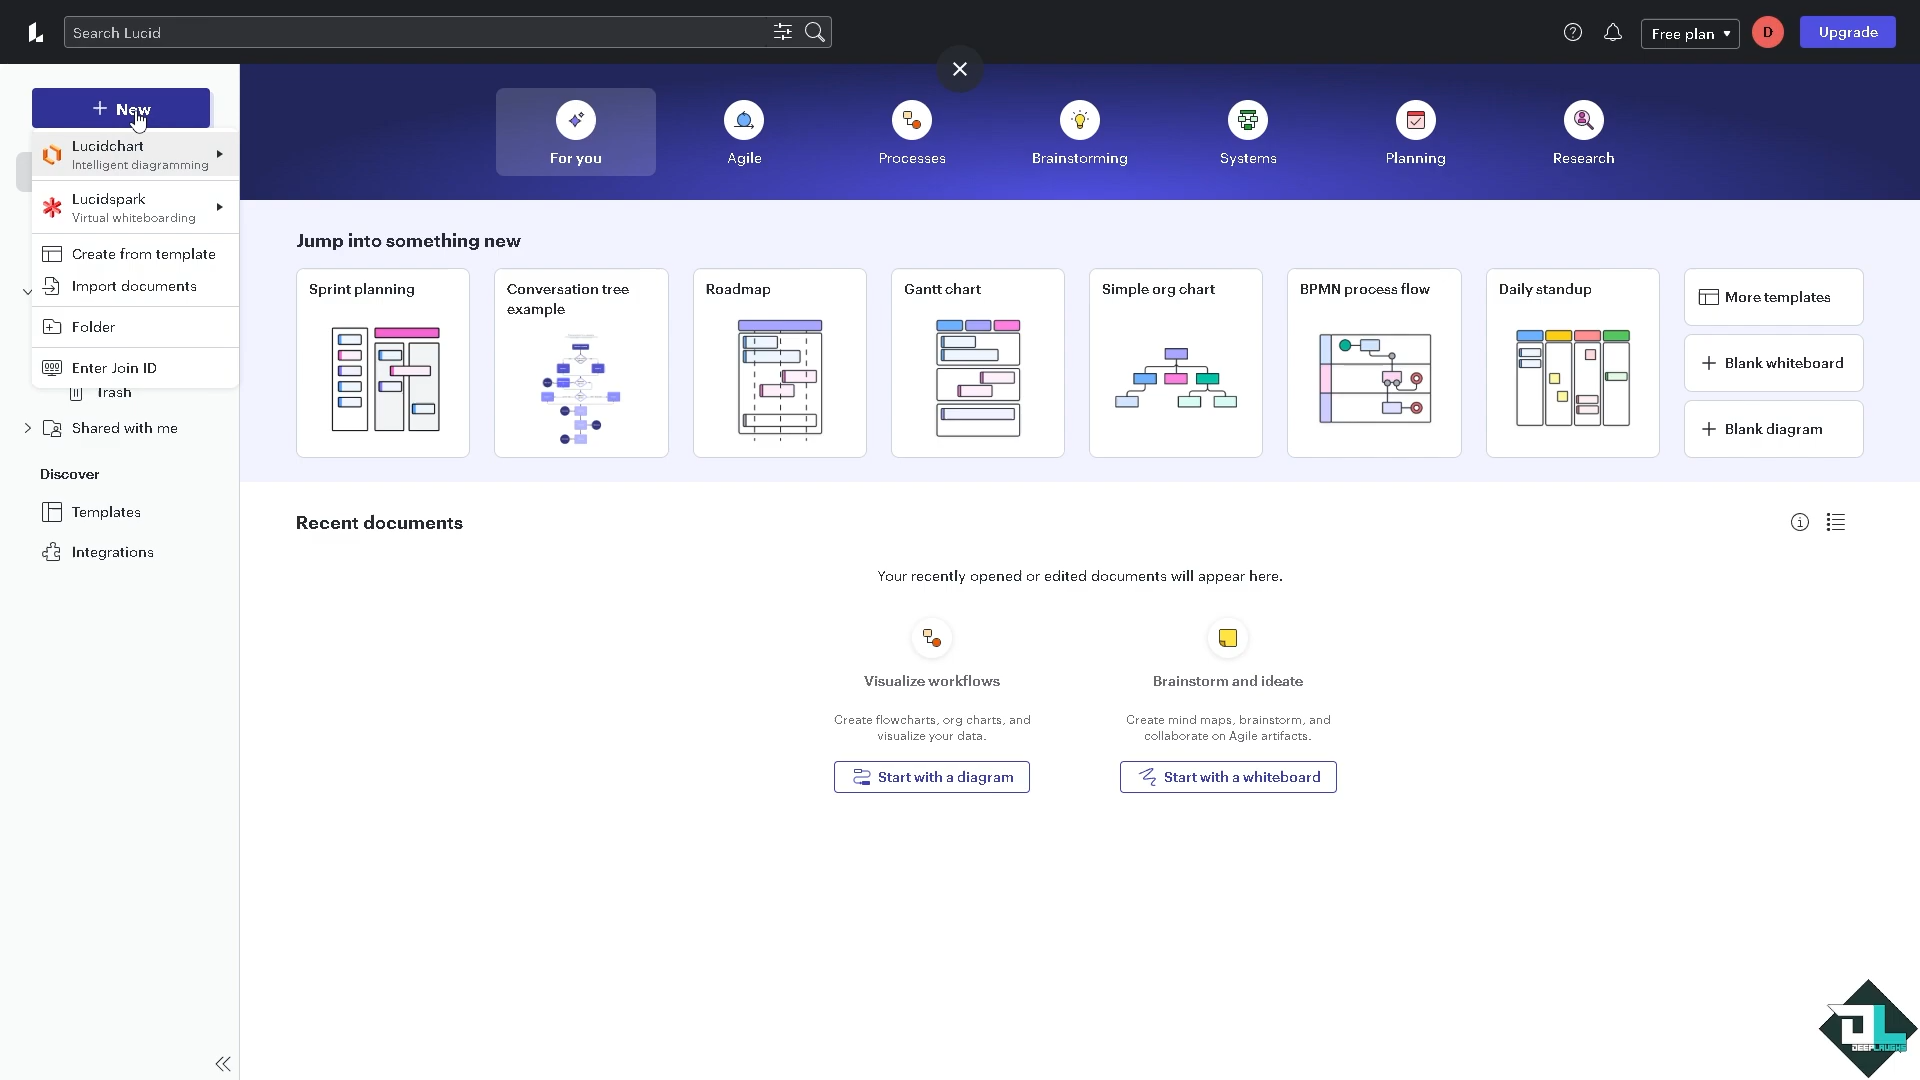 Search Lucid
Free plan
D
Upgrade
New
Lucidchart
Intelligent diagramming
Lucidspark
Virtual whiteboarding
Create from template
Import documents
Folder
Enter Join ID
Trash
Shared with me
Discover
Templates
Integrations
For you
Agile
Processes
Brainstorming
Systems
Planning
Research
Jump into something new
Sprint planning
Conversation tree
example
Roadmap
Gantt chart
Simple org chart
BPMN process flow
Daily standup
More templates
Blank whiteboard
Blank diagram
Recent documents
Your recently opened or edited documents will appear here.
Visualize workflows
Create flowcharts, org charts, and
visualize your data.
Start with a diagram
Brainstorm and ideate
Create mind maps, brainstorm, and
collaborate on Agile artifacts.
Start with a whiteboard
DL
DEEPLAUGHS